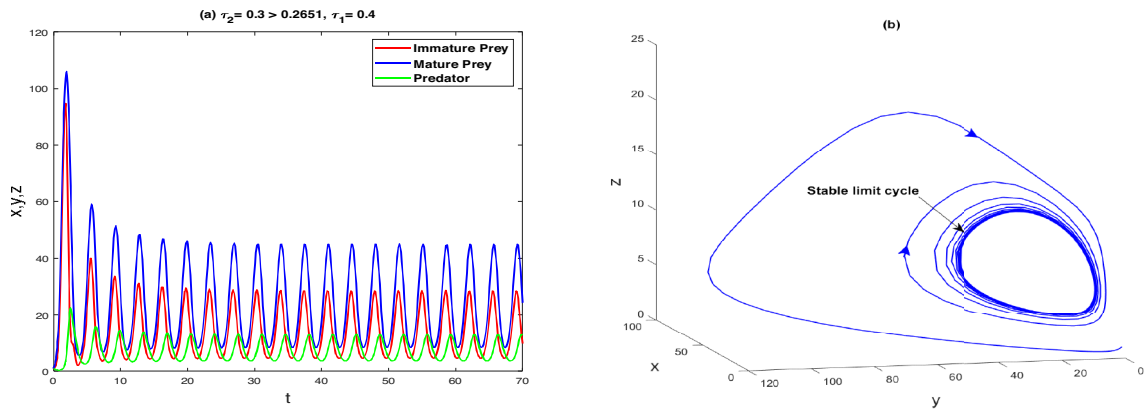 (a) τ₂= 0.3 > 0.2651, τ₁= 0.4
120
100
80
60
40
20
0
x,y,z
Immature Prey
Mature Prey
Predator
0 10 20 30 40 50 60 70
t
(b)
25
20
15
10
5
0
z
Stable limit cycle
100
50
0
x
120 100 80 60 40 20 0
y